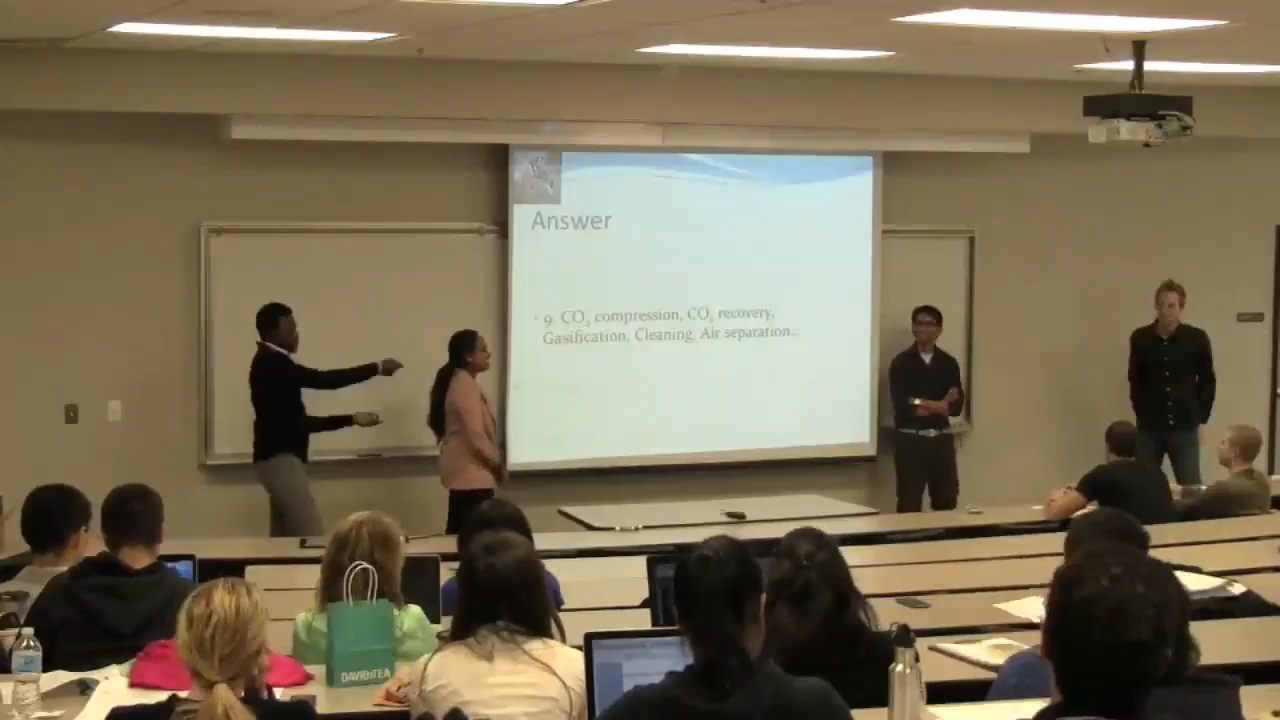 Answer
• 9. CO₂ compression, CO₂ recovery,
Gasification, Cleaning, Air separation..
DAVIDsTEA